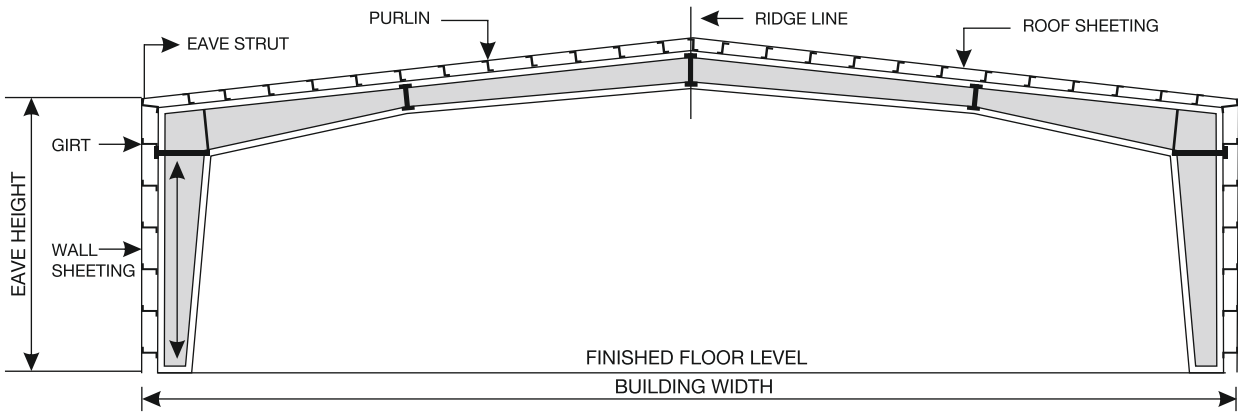 PURLIN
RIDGE LINE
ROOF SHEETING
EAVE STRUT
GIRT
EAVE HEIGHT
WALL
SHEETING
FINISHED FLOOR LEVEL
BUILDING WIDTH